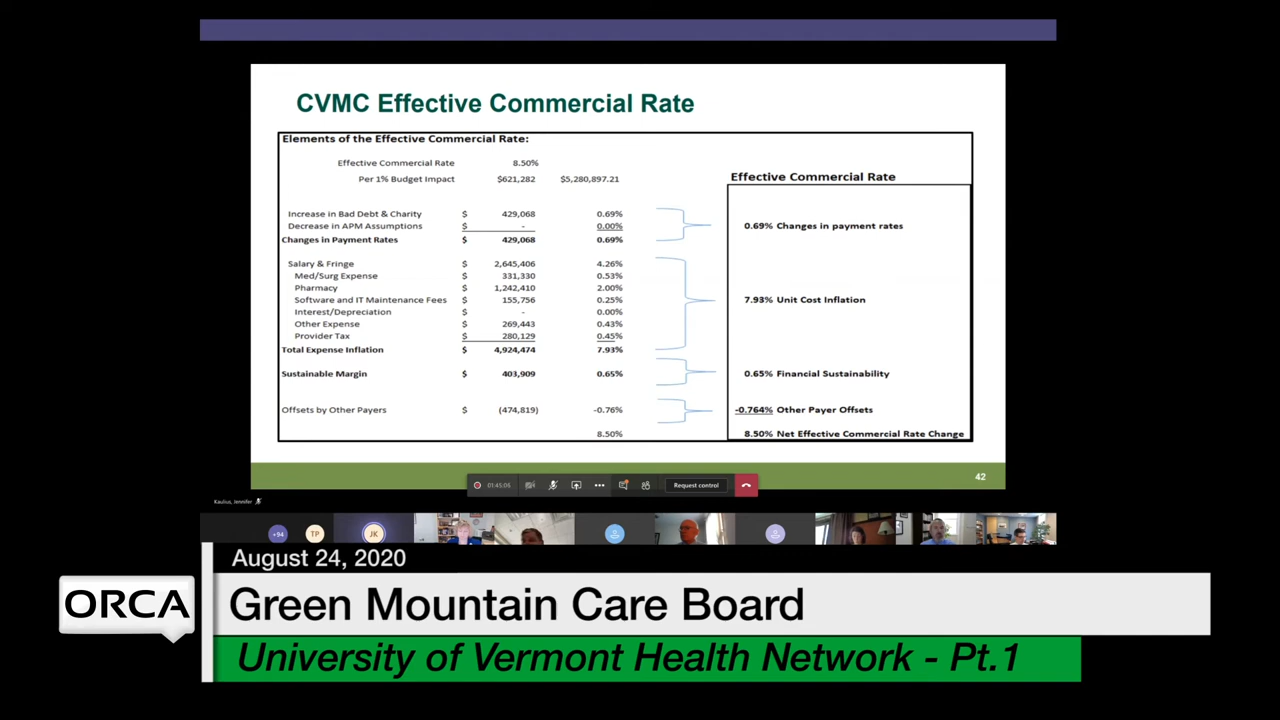 CVMC Effective Commercial Rate
Elements of the Effective Commercial Rate:
Effective Commercial Rate 8.50%
Per 1% Budget Impact $621,282 $5,280,897.21
Effective Commercial Rate
Increase in Bad Debt & Charity $ 429,068 0.69%
Decrease in APM Assumptions $ - 0.00%
0.69% Changes in payment rates
Changes in Payment Rates $ 429,068 0.69%
Salary & Fringe $ 2,645,406 4.26%
Med/Surg Expense $ 331,330 0.53%
Pharmacy $ 1,242,410 2.00%
Software and IT Maintenance Fees $ 155,756 0.25%
7.93% Unit Cost Inflation
Interest/Depreciation $ - 0.00%
Other Expense $ 269,443 0.43%
Provider Tax $ 280,129 0.45%
Total Expense Inflation $ 4,924,474 7.93%
Sustainable Margin $ 403,909 0.65%
0.65% Financial Sustainability
Offsets by Other Payers $ (474,819) -0.76%
-0.764% Other Payer Offsets
8.50%
8.50% Net Effective Commercial Rate Change
42
01:45:05
Request control
Kaulius, Jennifer
+94
TP
JK
August 24, 2020
ORCA
Green Mountain Care Board
University of Vermont Health Network - Pt.1